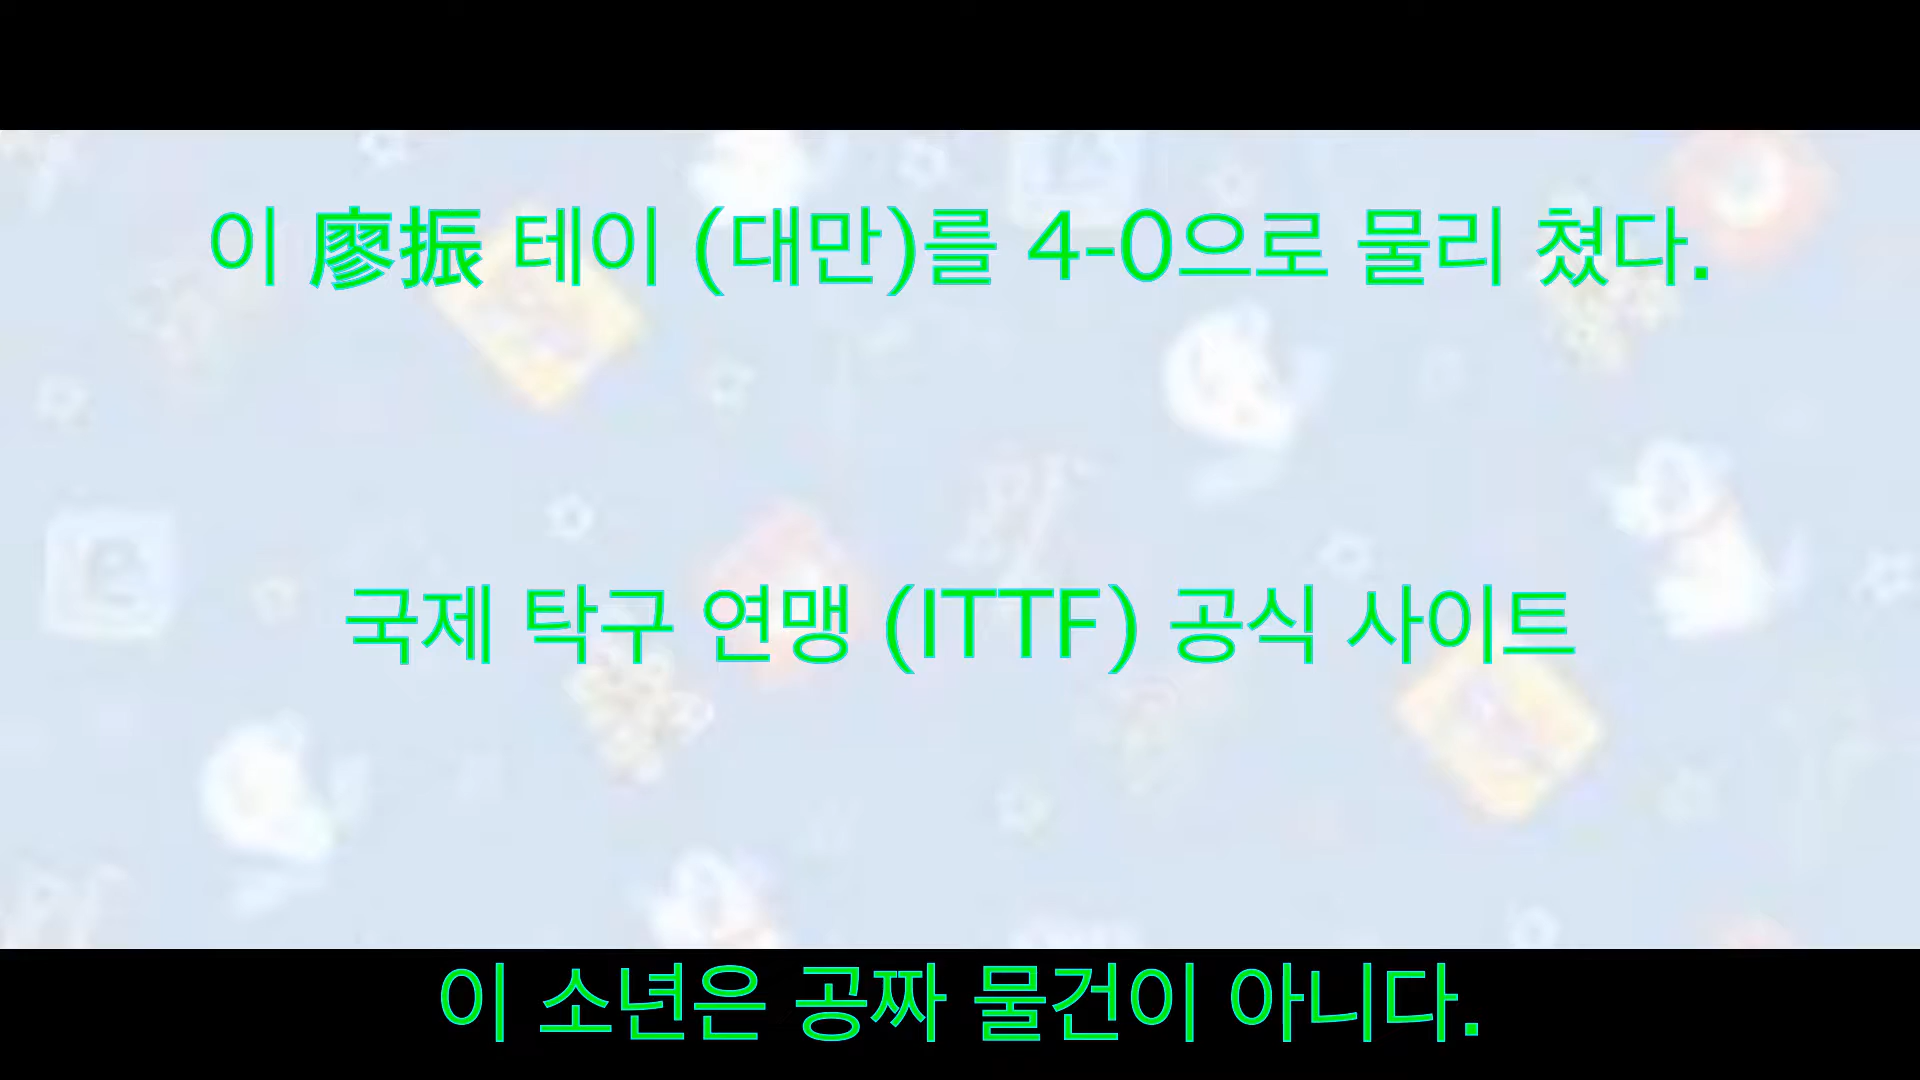 이 廖振 테이 (대만)를 4-0으로 물리 쳤다.
국제 탁구 연맹 (ITTF) 공식 사이트
이 소년은 공짜 물건이 아니다.